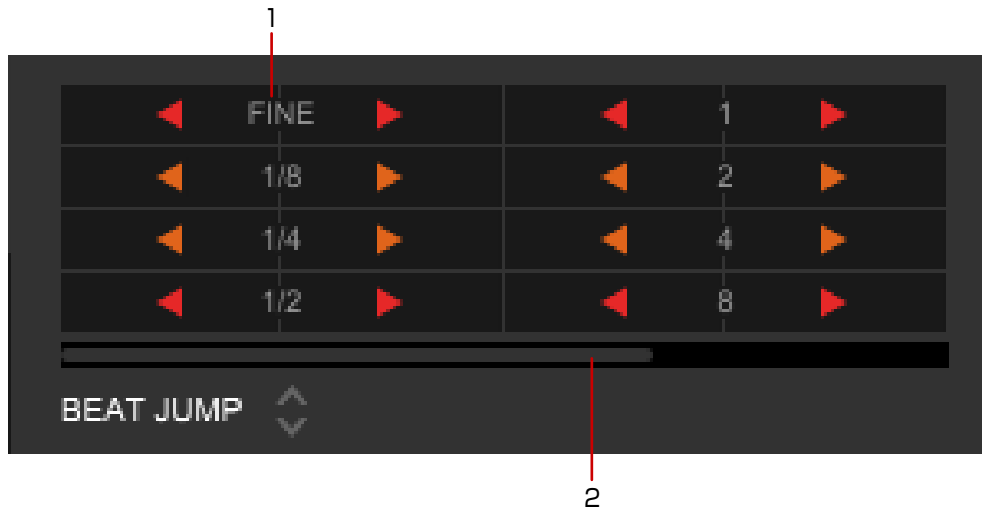 1
FINE 1
1/8 2
1/4 4
1/2 8
BEAT JUMP
2